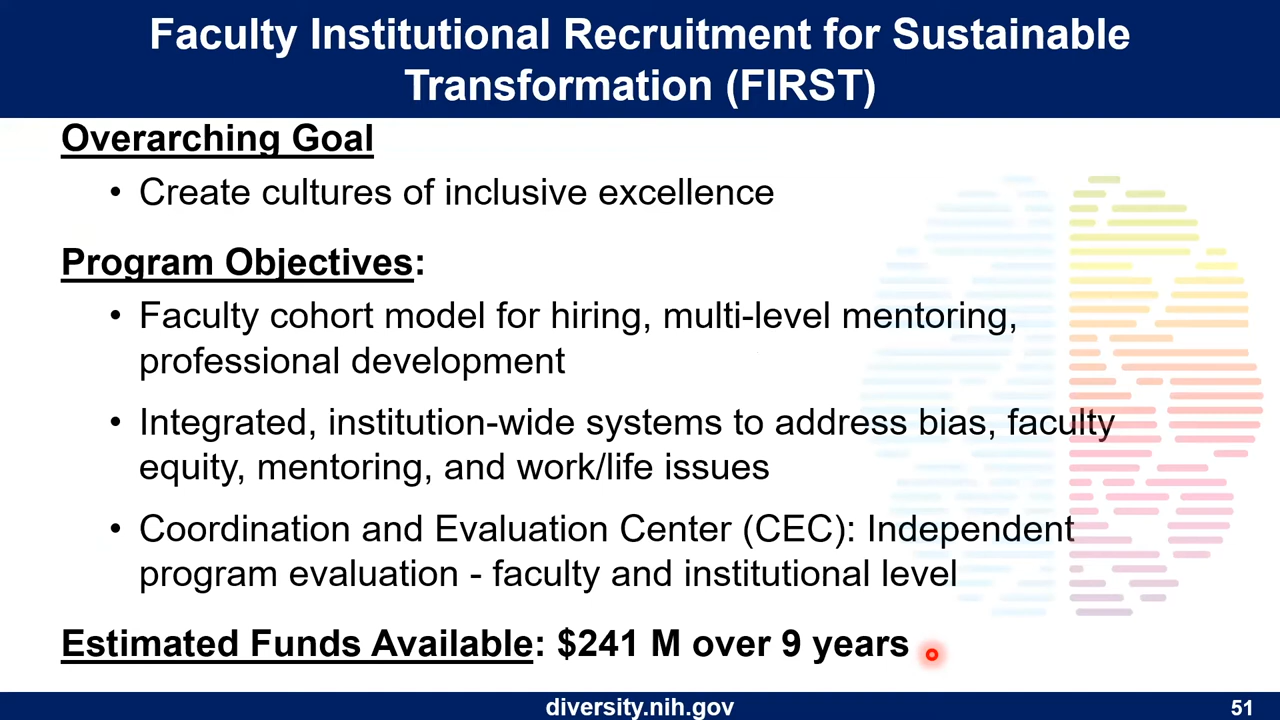 Faculty Institutional Recruitment for Sustainable
Transformation (FIRST)
Overarching Goal
• Create cultures of inclusive excellence
Program Objectives:
• Faculty cohort model for hiring, multi-level mentoring,
professional development
• Integrated, institution-wide systems to address bias, faculty
equity, mentoring, and work/life issues
• Coordination and Evaluation Center (CEC): Independent
program evaluation - faculty and institutional level
Estimated Funds Available: $241 M over 9 years
diversity.nih.gov
51